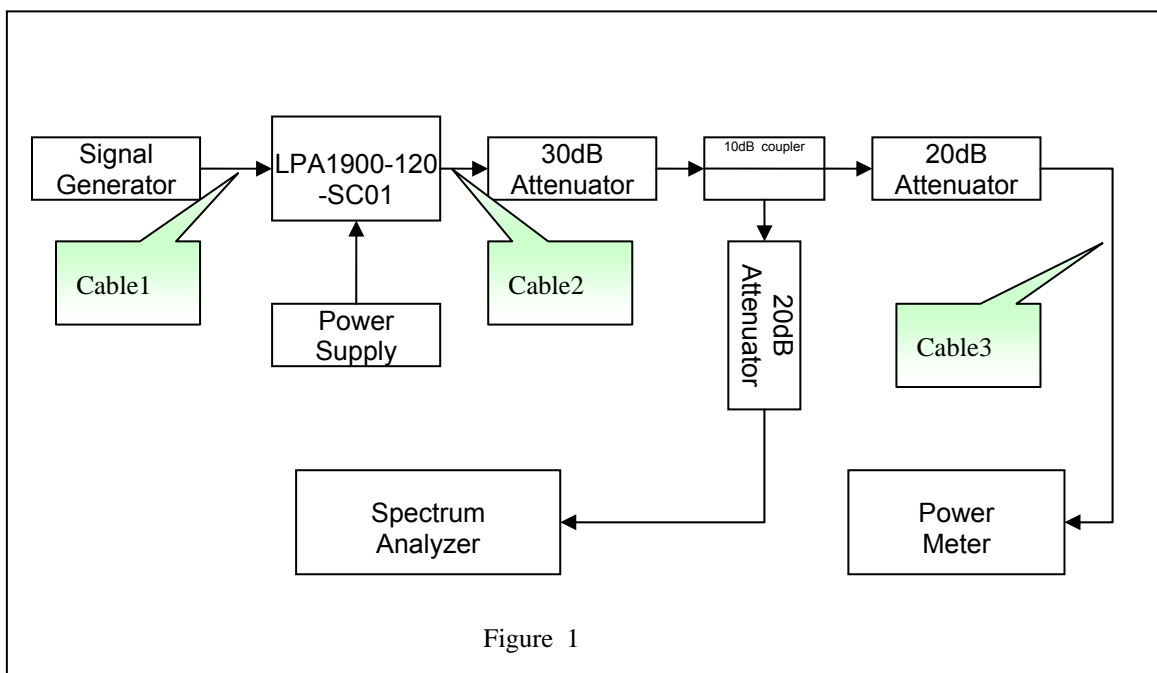 Signal
Generator
LPA1900-120
-SC01
30dB
Attenuator
10dB coupler
20dB
Attenuator
Cable1
Power
Supply
Cable2
20dB
Attenuator
Cable3
Spectrum
Analyzer
Power
Meter
Figure 1